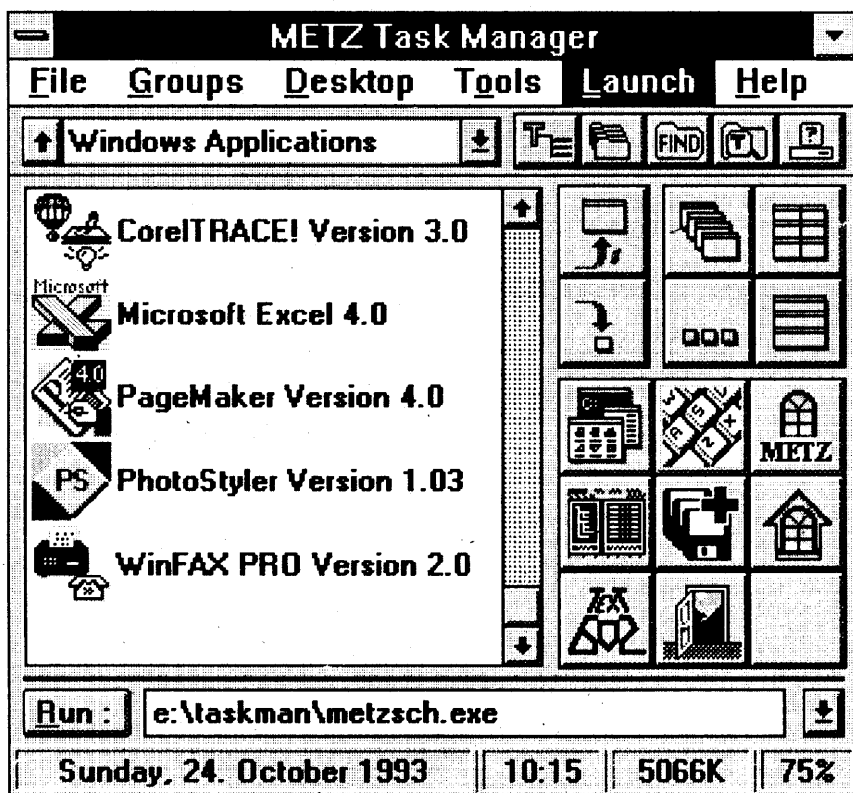 METZ Task Manager
File Groups Desktop Tools Launch Help
Windows Applications
FIND
T
?
CorelTRACE! Version 3.0
Microsoft
Microsoft Excel 4.0
4.0
PageMaker Version 4.0
METZ
PS
PhotoStyler Version 1.03
WinFAX PRO Version 2.0
TEXT
Run :
e:\taskman\metzsch.exe
Sunday, 24. October 1993
10:15
5066K
75%